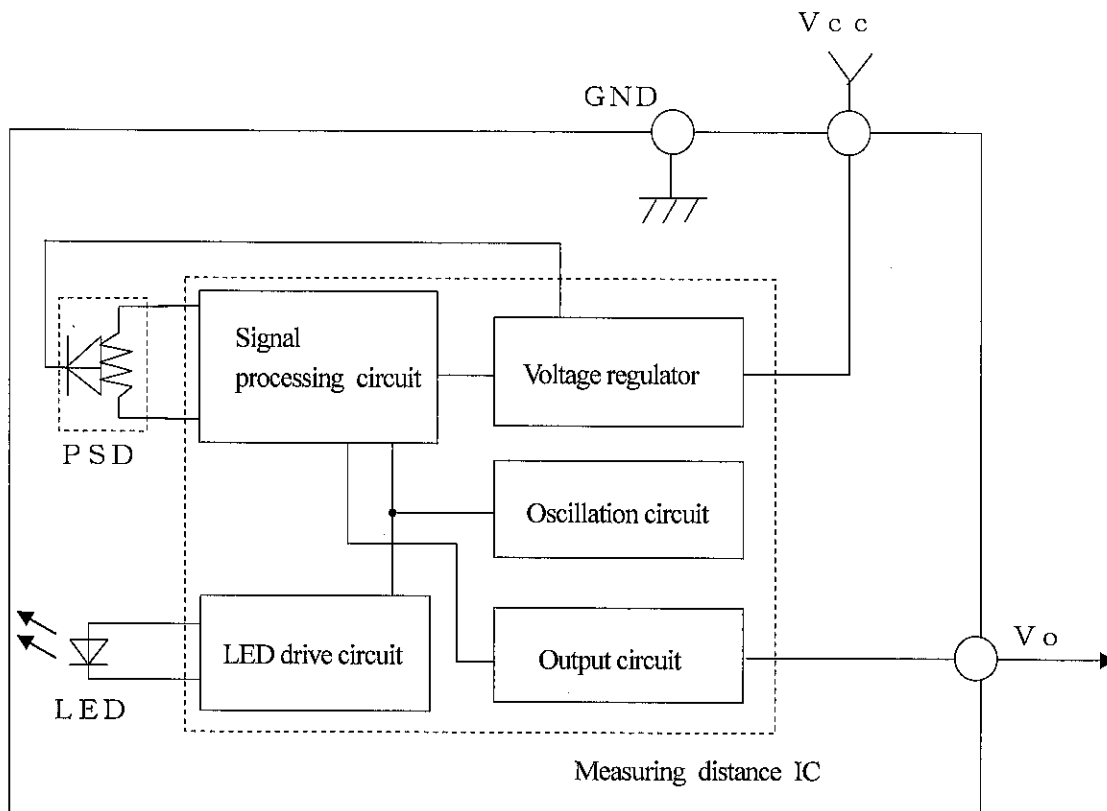 Vcc
GND
Signal
processing circuit
Voltage regulator
PSD
Oscillation circuit
LED drive circuit
Output circuit
Vo
LED
Measuring distance IC